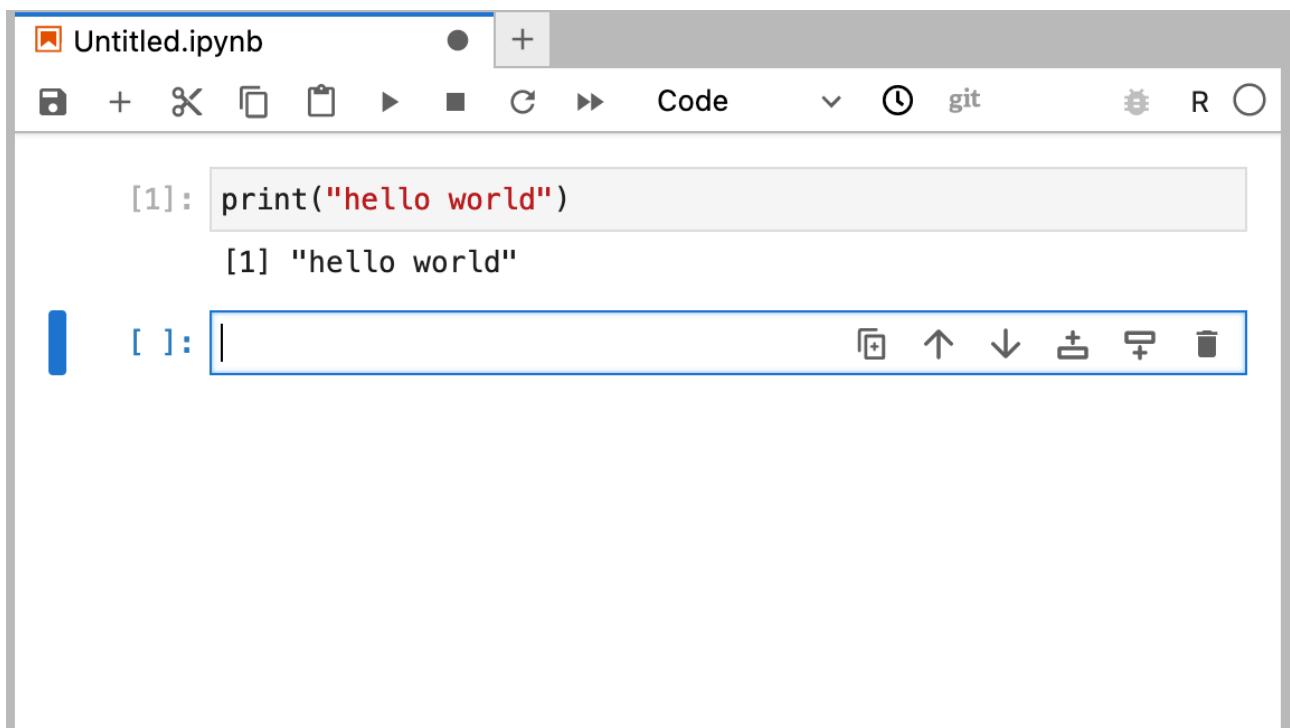 Untitled.ipynb
Code git R
[1]: print("hello world")
[1] "hello world"
[ ]: